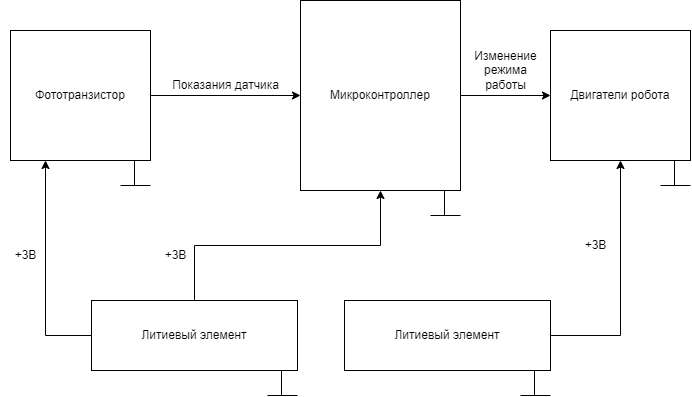 Фототранзистор
Показания датчика
Микроконтроллер
Изменение
режима
работы
Двигатели робота
+3В
+3В
+3В
Литиевый элемент
Литиевый элемент